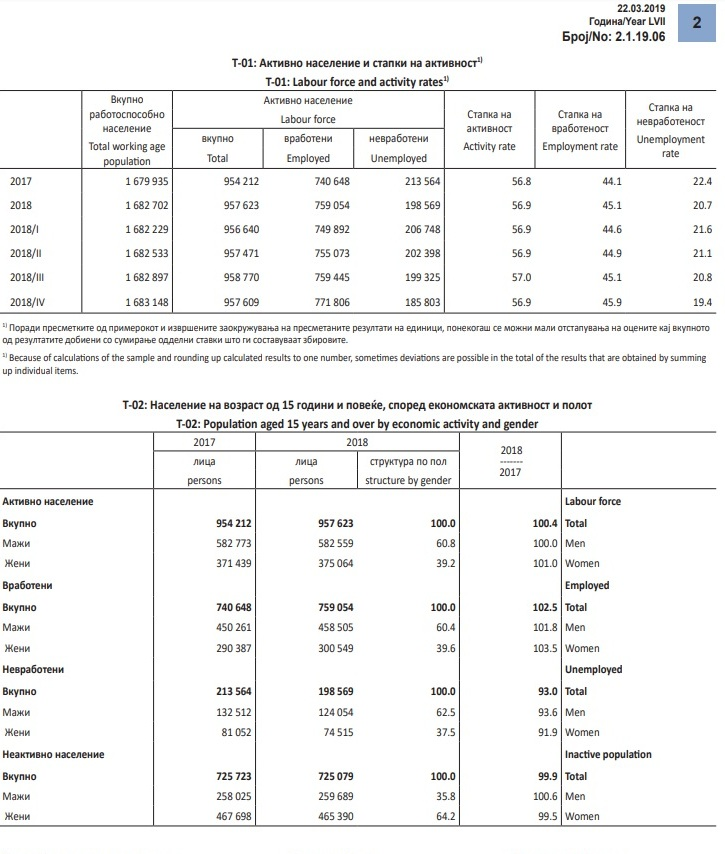 22.03.2019
Година/Year LVII
Број/No: 2.1.19.06
2
Т-01: Активно население и стапки на активност¹⁾
T-01: Labour force and activity rates¹⁾
Вкупно работоспособно население Total working age population
Активно население Labour force
вкупно Total
вработени Employed
невработени Unemployed
Стапка на активност Activity rate
Стапка на вработеност Employment rate
Стапка на невработеност Unemployment rate
2017 1 679 935 954 212 740 648 213 564 56.8 44.1 22.4
2018 1 682 702 957 623 759 054 198 569 56.9 45.1 20.7
2018/I 1 682 229 956 640 749 892 206 748 56.9 44.6 21.6
2018/II 1 682 533 957 471 755 073 202 398 56.9 44.9 21.1
2018/III 1 682 897 958 770 759 445 199 325 57.0 45.1 20.8
2018/IV 1 683 148 957 609 771 806 185 803 56.9 45.9 19.4
¹⁾ Поради пресметките од примерокот и извршените заокружувања на пресметаните резултати на единици, понекогаш се можни мали отстапувања на оцените кај вкупното
од резултатите добиени со сумирање одделни ставки што ги составуваат збировите.
¹⁾ Because of calculations of the sample and rounding up calculated results to one number, sometimes deviations are possible in the total of the results that are obtained by summing
up individual items.
Т-02: Население на возраст од 15 години и повеќе, според економската активност и полот
T-02: Population aged 15 years and over by economic activity and gender
2017 2018
2018
-------
2017
лица лица структура по пол
persons persons structure by gender
Активно население Labour force
Вкупно 954 212 957 623 100.0 100.4 Total
Мажи 582 773 582 559 60.8 100.0 Men
Жени 371 439 375 064 39.2 101.0 Women
Вработени Employed
Вкупно 740 648 759 054 100.0 102.5 Total
Мажи 450 261 458 505 60.4 101.8 Men
Жени 290 387 300 549 39.6 103.5 Women
Невработени Unemployed
Вкупно 213 564 198 569 100.0 93.0 Total
Мажи 132 512 124 054 62.5 93.6 Men
Жени 81 052 74 515 37.5 91.9 Women
Неактивно население Inactive population
Вкупно 725 723 725 079 100.0 99.9 Total
Мажи 258 025 259 689 35.8 100.6 Men
Жени 467 698 465 390 64.2 99.5 Women